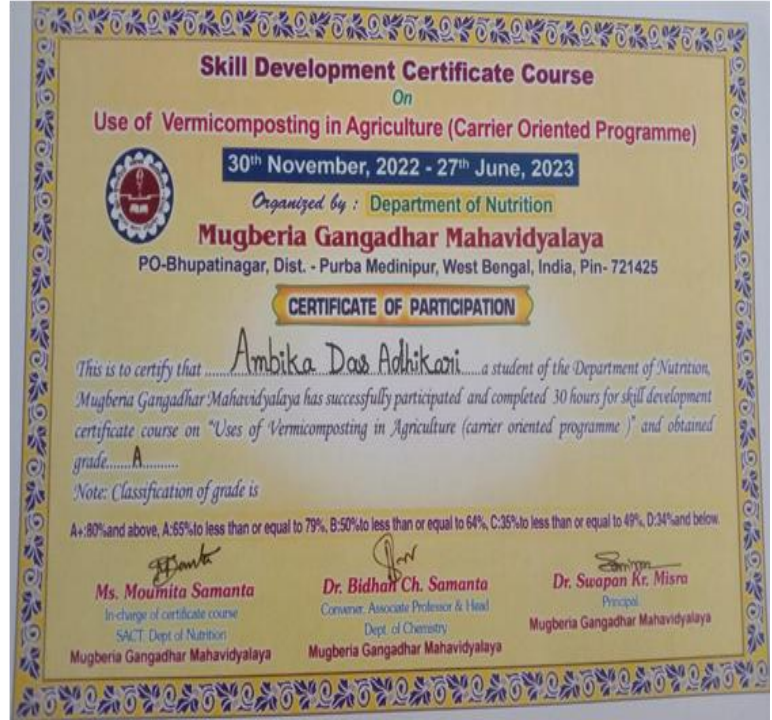 Skill Development Certificate Course
On
Use of Vermicomposting in Agriculture (Carrier Oriented Programme)
30th November, 2022 - 27th June, 2023
Organized by : Department of Nutrition
Mugberia Gangadhar Mahavidyalaya
PO-Bhupatinagar, Dist. - Purba Medinipur, West Bengal, India, Pin- 721425
CERTIFICATE OF PARTICIPATION
This is to certify that ...... Ambika Das Adhikari ...... a student of the Department of Nutrition,
Mugberia Gangadhar Mahavidyalaya has successfully participated and completed 30 hours for skill development
certificate course on "Uses of Vermicomposting in Agriculture (carrier oriented programme )" and obtained
grade.......A..........
Note: Classification of grade is
A+:80%and above, A:65%to less than or equal to 79%, B:50%to less than or equal to 64%, C:35%to less than or equal to 49%, D:34%and below.
Ms. Moumita Samanta
In-charge of certificate course
SACT. Dept of Nutrition
Mugberia Gangadhar Mahavidyalaya
Dr. Bidhan Ch. Samanta
Convener, Associate Professor & Head
Dept. of Chemistry
Mugberia Gangadhar Mahavidyalaya
Dr. Swapan Kr. Misra
Principal
Mugberia Gangadhar Mahavidyalaya